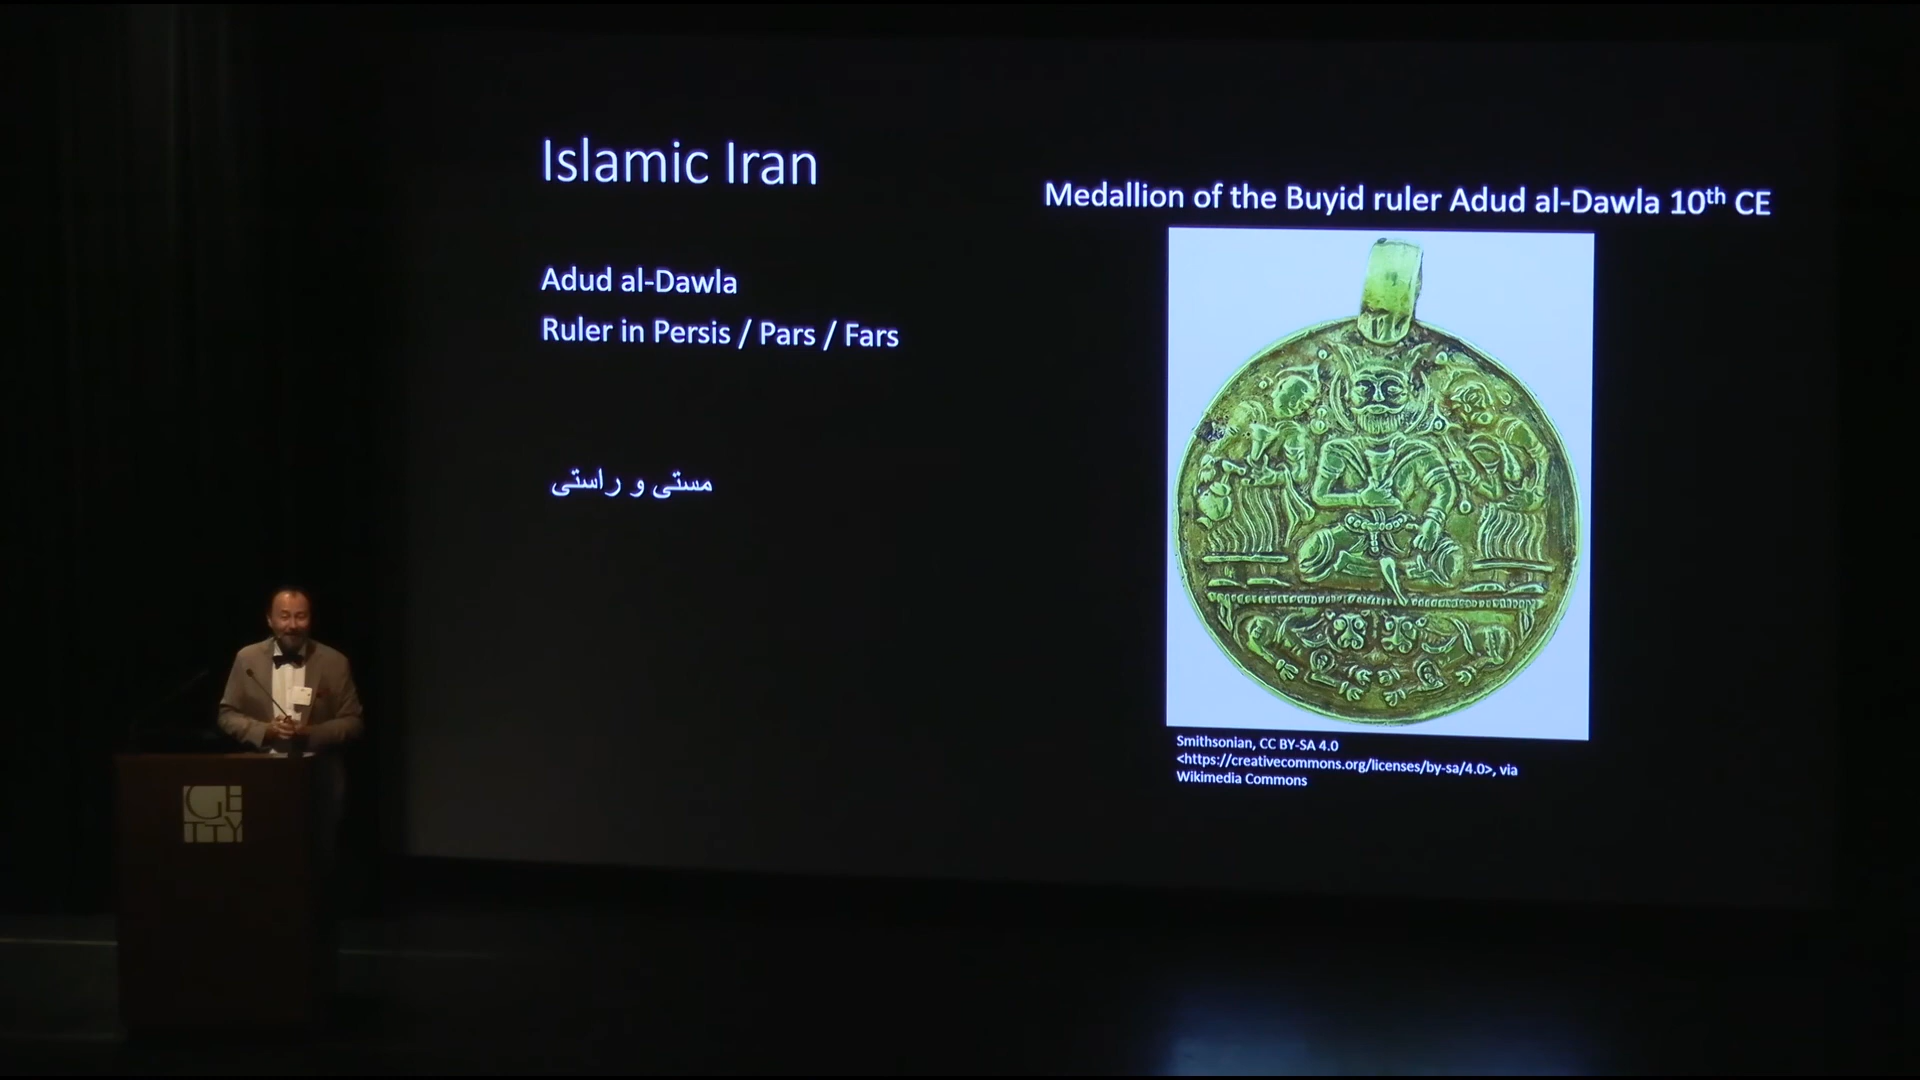 Islamic Iran
Adud al-Dawla
Ruler in Persis / Pars / Fars
مستی و راستی
Medallion of the Buyid ruler Adud al-Dawla 10th CE
Smithsonian, CC BY-SA 4.0
<https://creativecommons.org/licenses/by-sa/4.0>, via
Wikimedia Commons
GE
TTY